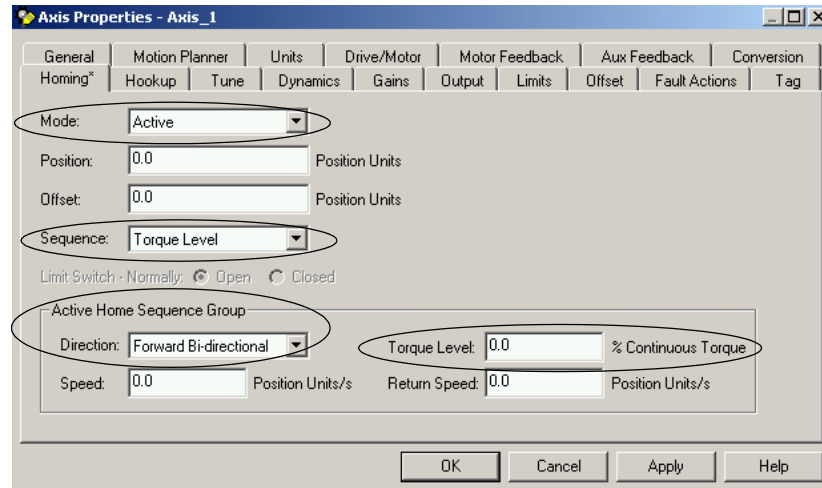 Axis Properties - Axis_1
General Motion Planner Units Drive/Motor Motor Feedback Aux Feedback Conversion
Homing* Hookup Tune Dynamics Gains Output Limits Offset Fault Actions Tag
Mode: Active
Position: 0.0 Position Units
Offset: 0.0 Position Units
Sequence: Torque Level
Limit Switch - Normally: Open Closed
Active Home Sequence Group
Direction: Forward Bi-directional Torque Level: 0.0 % Continuous Torque
Speed: 0.0 Position Units/s Return Speed: 0.0 Position Units/s
OK Cancel Apply Help